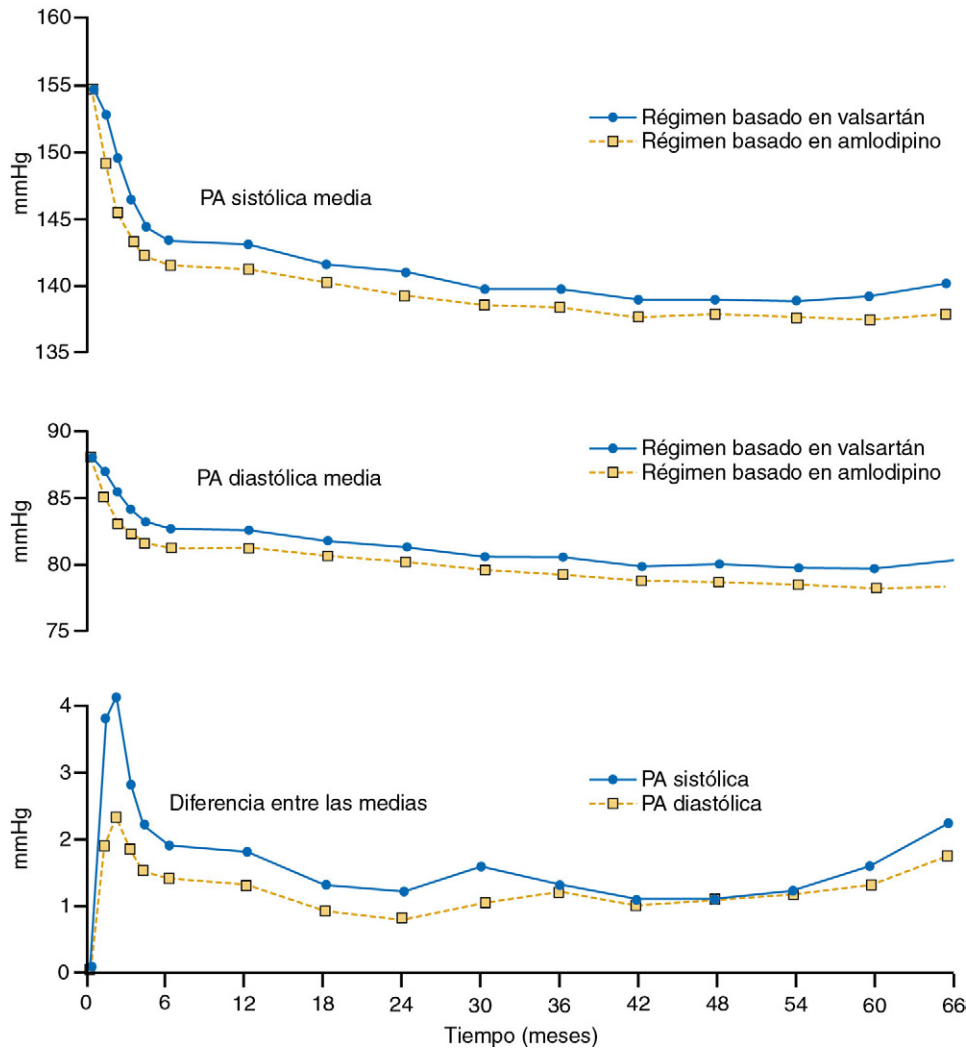 160
155
150
145
140
135
mmHg
PA sistólica media
Régimen basado en valsartán
Régimen basado en amlodipino
90
85
80
75
mmHg
PA diastólica media
Régimen basado en valsartán
Régimen basado en amlodipino
4
3
2
1
0
mmHg
Diferencia entre las medias
PA sistólica
PA diastólica
0 6 12 18 24 30 36 42 48 54 60 66
Tiempo (meses)